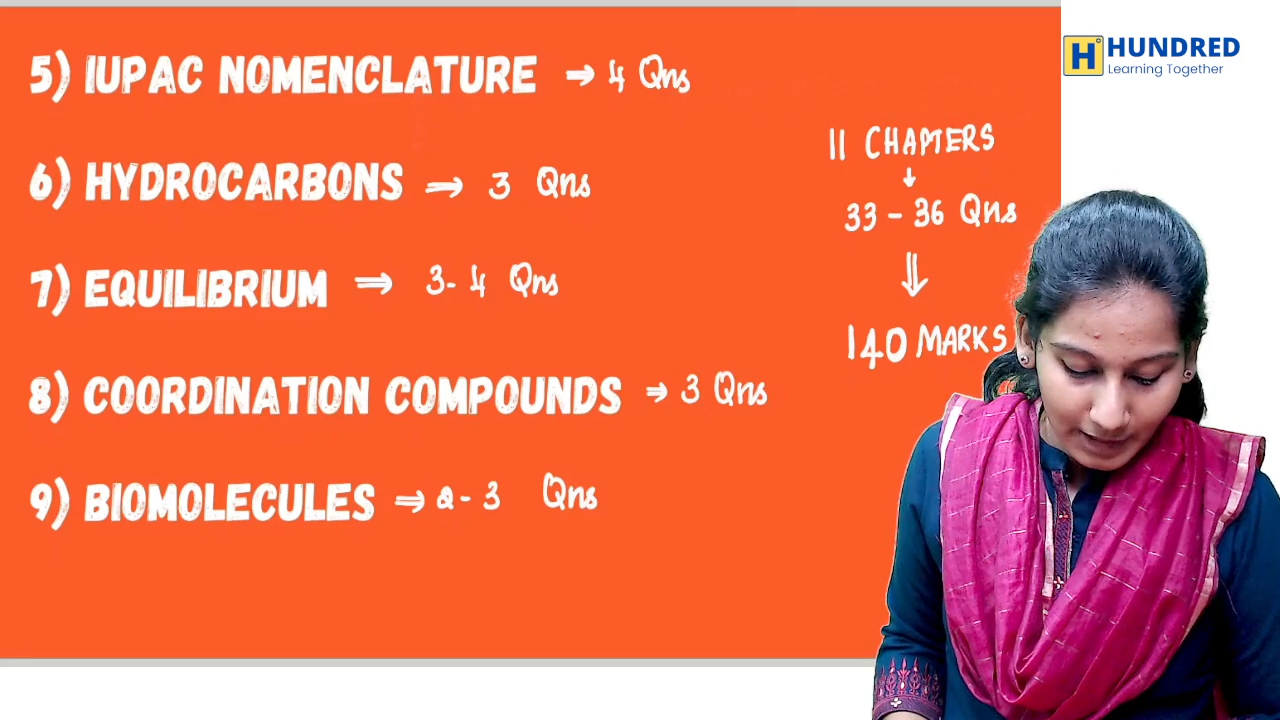 5) IUPAC NOMENCLATURE ⇒ 4 Qns
6) HYDROCARBONS ⇒ 3 Qns
7) EQUILIBRIUM ⇒ 3-4 Qns
8) COORDINATION COMPOUNDS ⇒ 3 Qns
9) BIOMOLECULES ⇒ 2-3 Qns
11 CHAPTERS
↓
33-36 Qns
⇓
140 MARKS
H HUNDRED
Learning Together